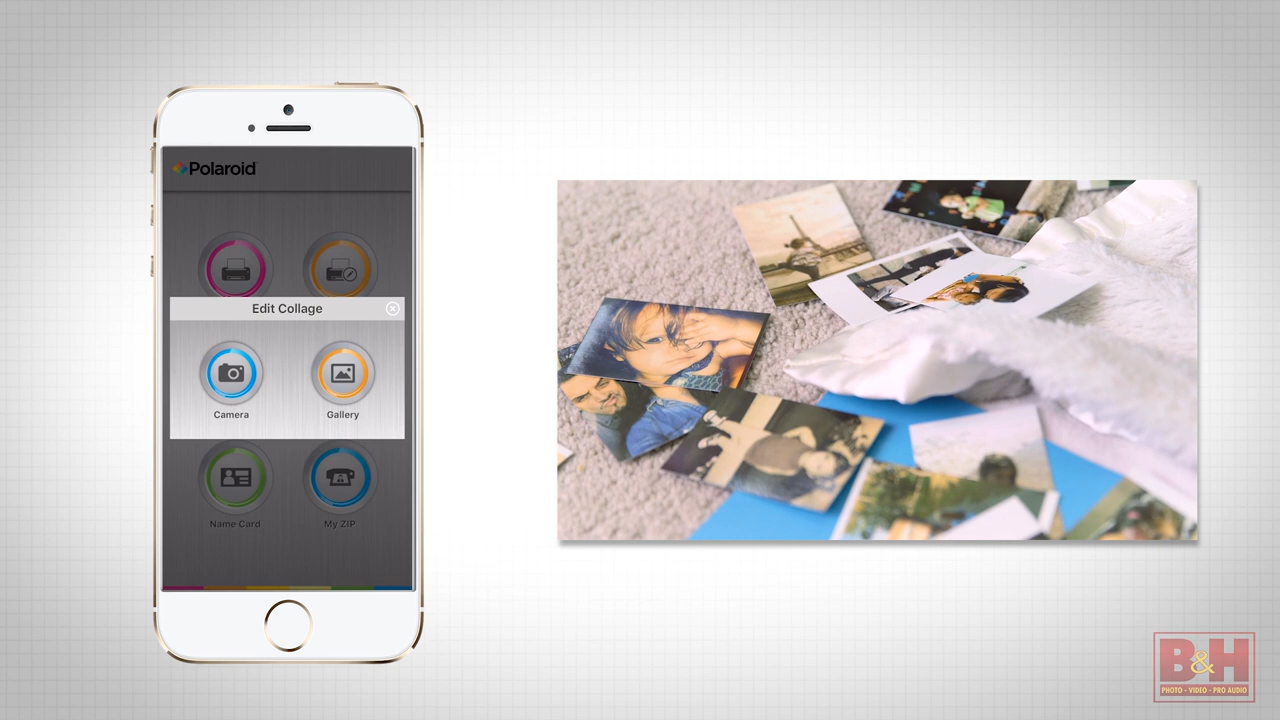 Polaroid
Edit Collage
Camera
Gallery
Name Card
My ZIP
B&H
PHOTO - VIDEO - PRO AUDIO